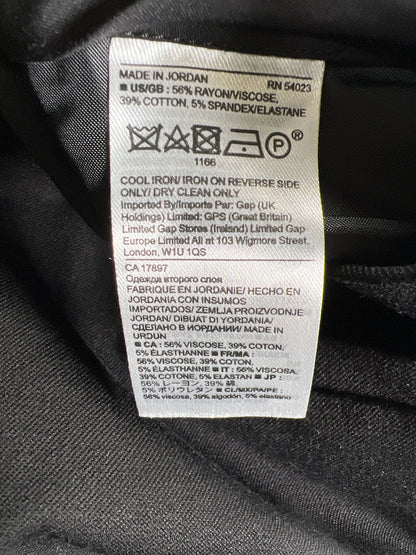 MADE IN JORDAN RN 54023
■ US/GB : 56% RAYON/VISCOSE,
39% COTTON, 5% SPANDEX/ELASTANE
P ®
1166
COOL IRON/ IRON ON REVERSE SIDE
ONLY/ DRY CLEAN ONLY
Imported By/Importe Par: Gap (UK
Holdings) Limited: GPS (Great Britain)
Limited Gap Stores (Ireland) Limited Gap
Europe Limited All at 103 Wigmore Street.
London, W1U 1QS
CA 17897
Одежда второго слоя
FABRIQUE EN JORDANIE/ HECHO EN
JORDAN CON INSUMOS
IMPORTADOS/ ZEMLJA PROIZVODNJE
JORDAN/ DIBUAT DI YORDANIA/
СДЕЛАНО В ИОРДАНИИ/ MADE IN
URDUN
■ CA : 56% VISCOSE, 39% COTTON,
5% ELASTHANNE ■ FR/MA :
56% VISCOSE, 39% COTON,
5% ELASTHANNE ■ IT : 56% VISCOSA,
39% COTONE, 5% ELASTAN ■ JP :
56% レーヨン, 39% 綿,
5% ポリウレタン ■ CL/MX/PA/PE :
56% viscosa, 39% algodón, 5% elastano